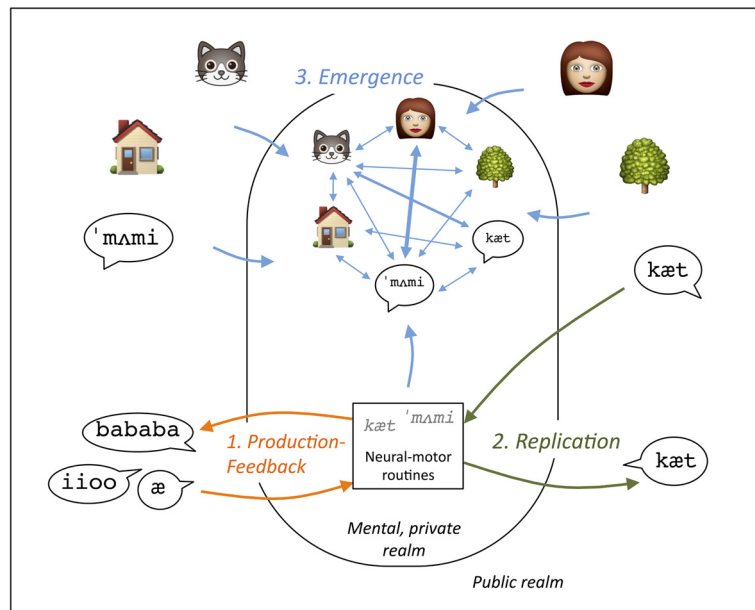 3. Emergence
ˈmʌmi
kæt
ˈmʌmi
kæt
kæt ˈmʌmi
Neural-motor
routines
bababa
1. Production-
Feedback
iioo
æ
2. Replication
kæt
Mental, private
realm
Public realm